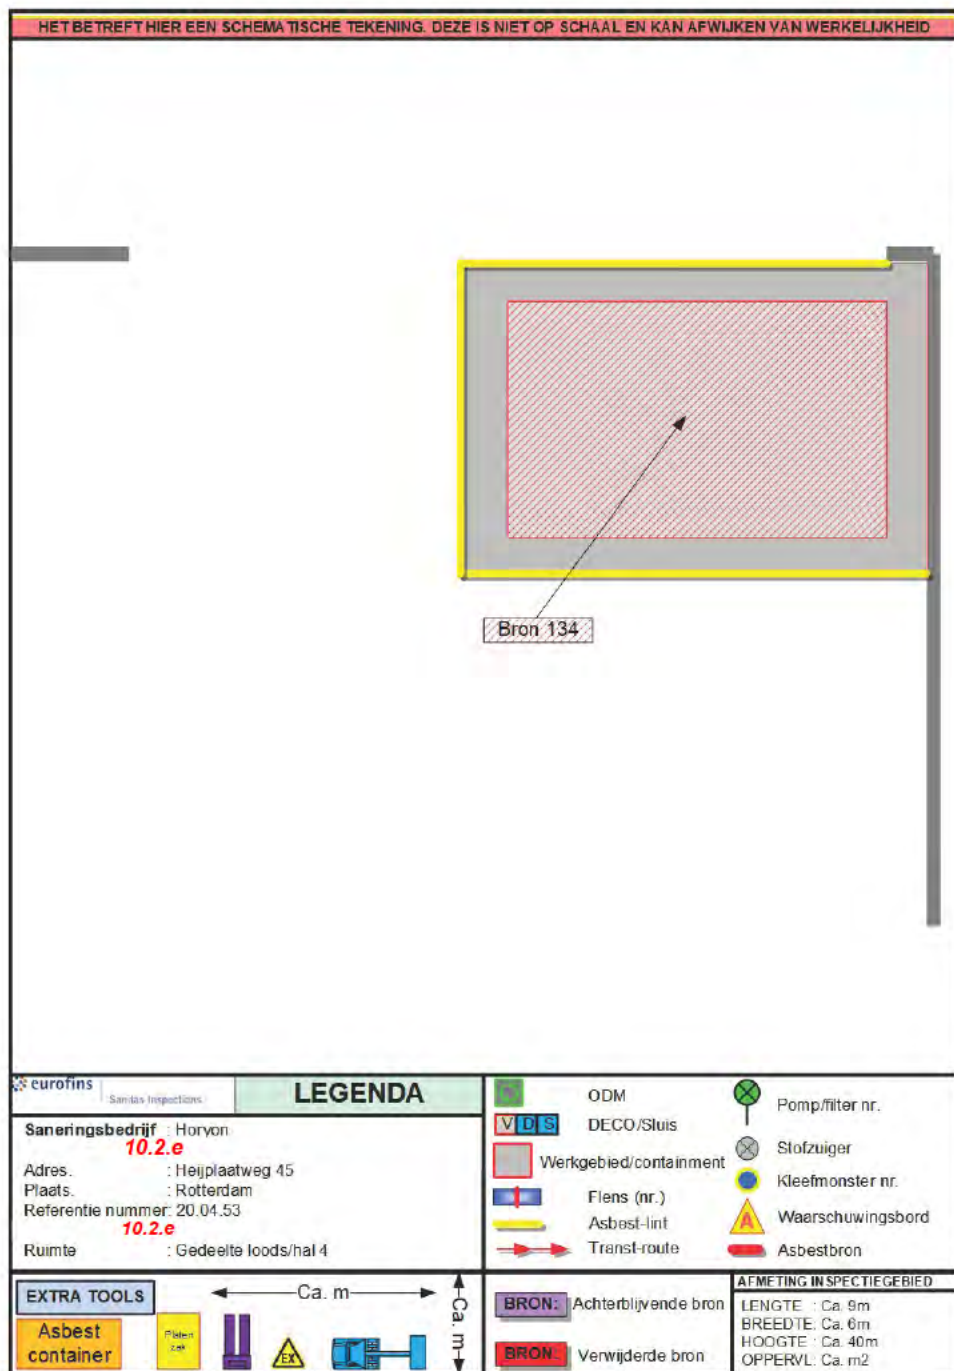 HET BETREFT HIER EEN SCHEMATISCHE TEKENING. DEZE IS NIET OP SCHAAL EN KAN AFWIJKEN VAN WERKELIJKHEID
Bron 134
eurofins
Sanitas Inspections
LEGENDA
Saneringsbedrijf : Horyon
10.2.e
Adres. : Heijplaatweg 45
Plaats. : Rotterdam
Referentie nummer: 20.04.53
10.2.e
Ruimte : Gedeelte loods/hal 4
ODM
V D S DECO/Sluis
Werkgebied/containment
Flens (nr.)
Asbest-lint
Transt-route
Pomp/filter nr.
Stofzuiger
Kleefmonster nr.
A Waarschuwingsbord
Asbestbron
EXTRA TOOLS
Asbest
container
Platen
zak
EX
Ca. m
Ca. m
BRON: Achterblijvende bron
BRON: Verwijderde bron
AFMETING INSPECTIEGEBIED
LENGTE : Ca. 9m
BREEDTE: Ca. 6m
HOOGTE : Ca. 40m
OPPERVL: Ca. m2